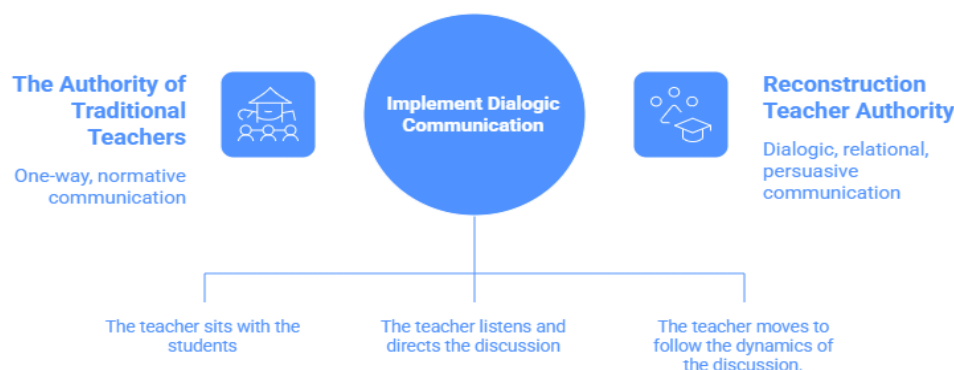 The Authority of
Traditional
Teachers
One-way, normative
communication
Implement Dialogic
Communication
Reconstruction
Teacher Authority
Dialogic, relational,
persuasive
communication
The teacher sits with the
students
The teacher listens and
directs the discussion
The teacher moves to
follow the dynamics of
the discussion.